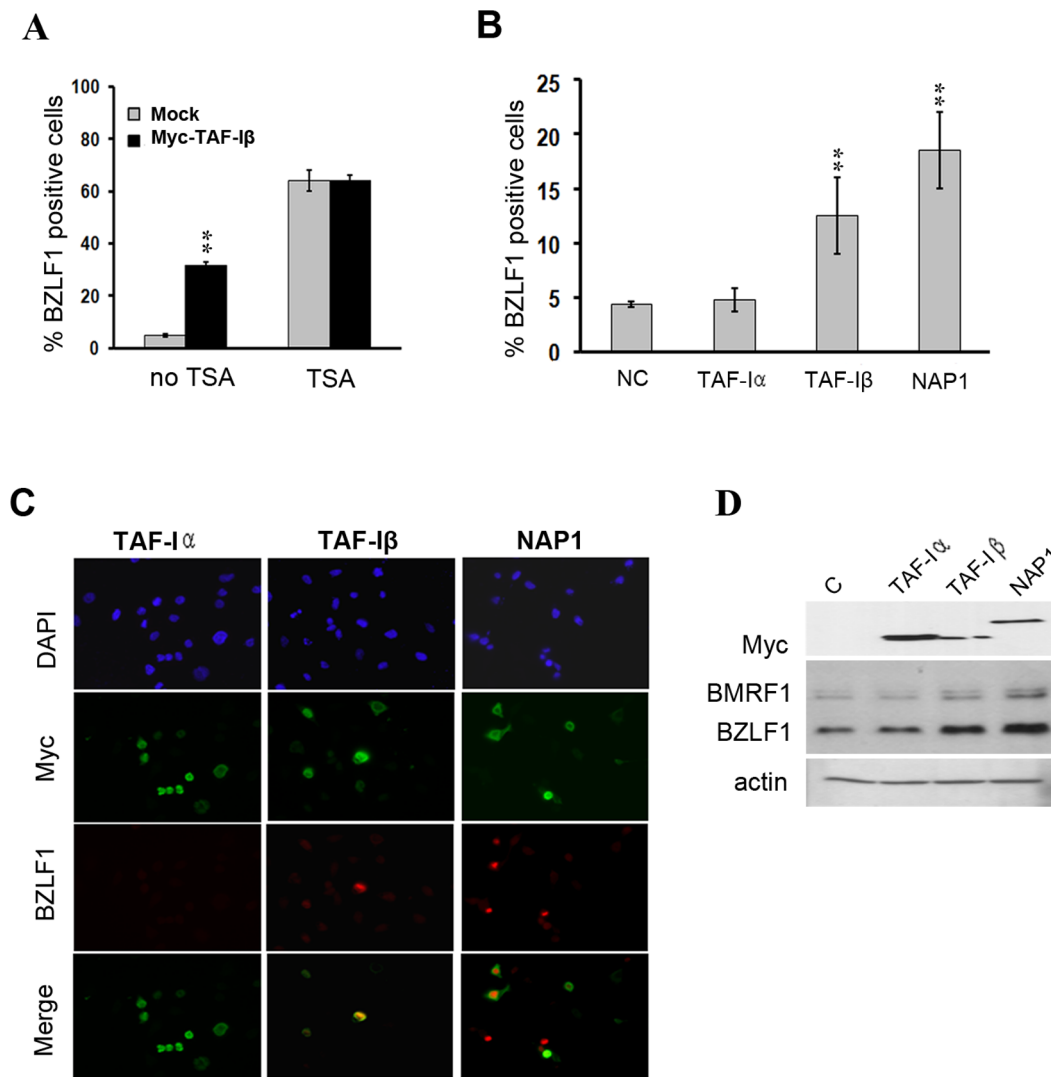 A
% BZLF1 positive cells
100
80
60
40
20
0
Mock
Myc-TAF-Iβ
**
no TSA
TSA
B
% BZLF1 positive cells
25
20
15
10
5
0
**
**
NC
TAF-Iα
TAF-Iβ
NAP1
C
TAF-Iα
TAF-Iβ
NAP1
DAPI
Myc
BZLF1
Merge
D
C
TAF-Iα
TAF-Iβ
NAP1
Myc
BMRF1
BZLF1
actin